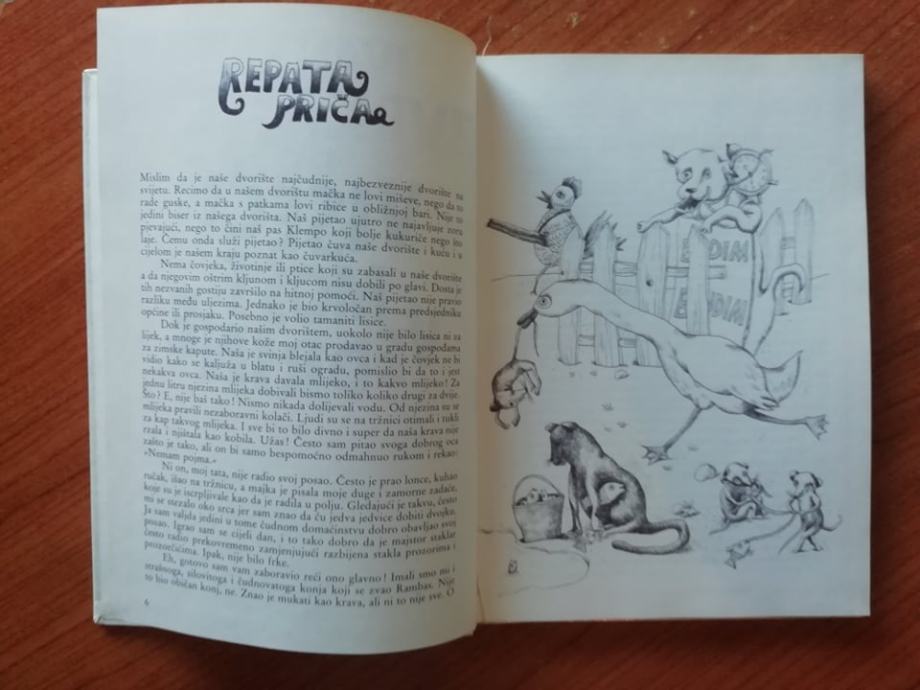 REPATA
PRIČA
Mislim da je naše dvorište najčudnije, najbezveznije dvorište na
svijetu. Recimo da u našem dvorištu mačka ne lovi miševe, nego da to
rade guske, a mačka s patkama lovi ribice u obližnjoj bari. Nije to
jedini biser iz našega dvorišta. Naš pijetao ujutro ne najavljuje zoru
pjevajući, nego to čini naš pas Klempo koji bolje kukuriče nego što
laje. Čemu onda služi pijetao? Pijetao čuva naše dvorište i kuću i u
cijelom je našem kraju poznat kao čuvarkuća.
Nema čovjeka, životinje ili ptice koji su zabasali u naše dvorište
a da njegovim oštrim kljunom i kljucom nisu dobili po glavi. Dosta je
tih nezvanih gostiju završilo na hitnoj pomoći. Naš pijetao nije pravio
razliku među uljezima. Jednako je bio krvoločan prema predsjedniku
općine ili prosjaku. Posebno je volio tamaniti lisice.
Dok je gospodario našim dvorištem, uokolo nije bilo lisica ni za
lijek, a mnoge je njihove kože moj otac prodavao u gradu gospodama
za zimske kapute. Naša je svinja blejala kao ovca i kad je čovjek ne bi
vidio kako se kaljuža u blatu i ruši ogradu, pomislio bi da to i jest
nekakva ovca. Naša je krava davala mlijeko, i to kakvo mlijeko! Za
jednu litru njezina mlijeka dobivali bismo toliko koliko drugi za dvije.
Što? E, nije baš tako! Nismo nikada dolijevali vodu. Od njezina su se
mlijeka pravili nezaboravni kolači. Ljudi su se na tržnici otimali i tukli
za kap takvog mlijeka. I sve bi to bilo divno i super da naša krava nije
rzala i njištala kao kobila. Užas! Često sam pitao svoga dobrog oca
zašto je tako, ali on bi samo bespomoćno odmahnuo rukom i rekao:
»Nemam pojma.«
Ni on, moj tata, nije radio svoj posao. Često je prao lonce, kuhao
ručak, išao na tržnicu, a majka je pisala moje duge i zamorne zadaće,
koje su je iscrpljivale kao da je radila u polju. Gledajući je takvu, često
mi se stezalo oko srca jer sam znao da ću jedva jedvice dobiti dvojku.
Ja sam valjda jedini u tome čudnom domaćinstvu dobro obavljao svoj
posao. Igrao sam se cijeli dan, i to tako dobro da je majstor staklar
često radio prekovremeno zamjenjujući razbijena stakla prozorima i
prozorčićima. Ipak, nije bilo frke.
Eh, gotovo sam vam zaboravio reći ono glavno! Imali smo mi i
strašnoga, silovitoga i čudnovatoga konja koji se zvao Rambas. Nije
to bio običan konj, ne. Znao je mukati kao krava, ali ni to nije sve. O
6